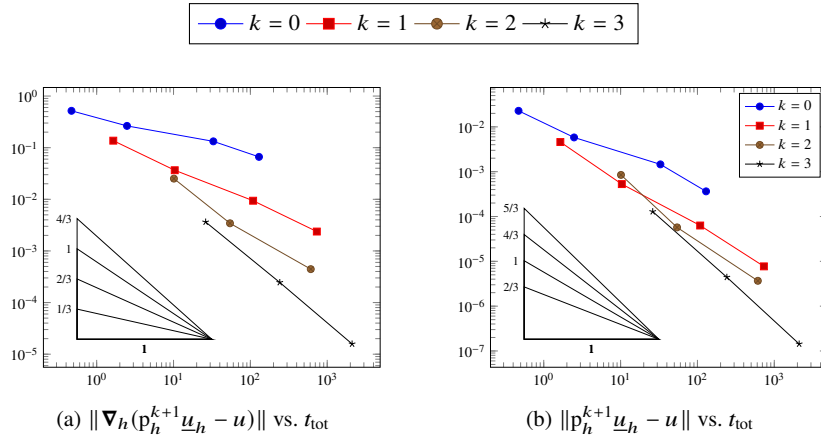 k = 0 k = 1 k = 2 k = 3
10^0
10^{-1}
10^{-2}
10^{-3}
10^{-4}
10^{-5}
4/3
1
2/3
1/3
1
10^0 10^1 10^2 10^3
(a) ‖∇_h(p_h^{k+1} u_h − u)‖ vs. t_tot
k = 0
k = 1
k = 2
k = 3
10^{-2}
10^{-3}
10^{-4}
10^{-5}
10^{-6}
10^{-7}
5/3
4/3
1
2/3
1
10^0 10^1 10^2 10^3
(b) ‖p_h^{k+1} u_h − u‖ vs. t_tot